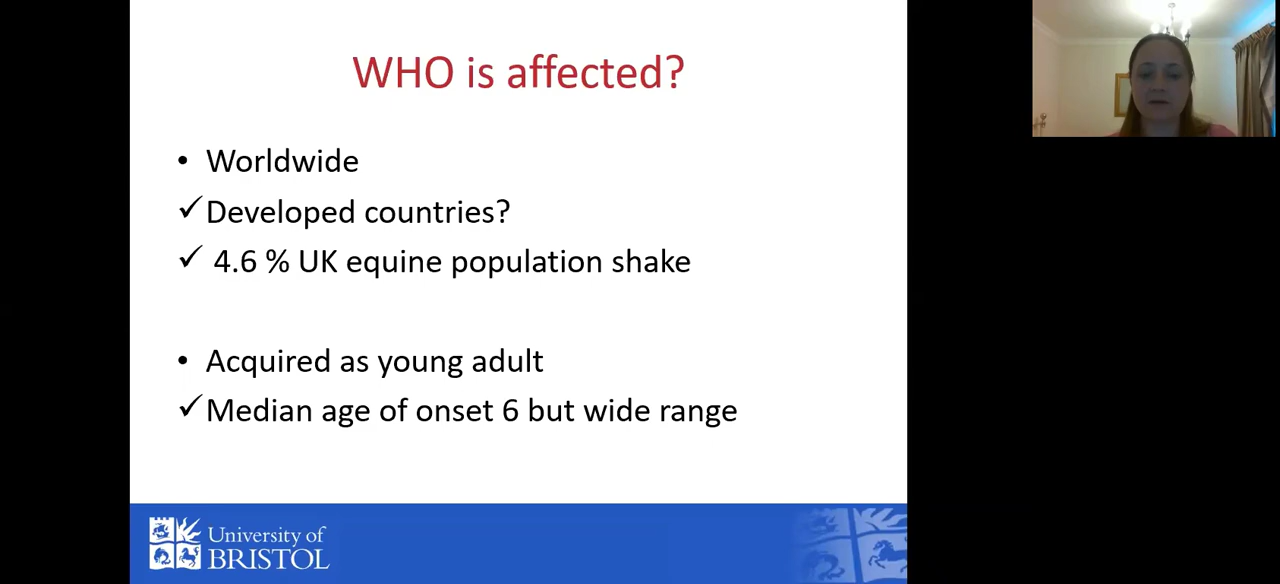 WHO is affected?
• Worldwide
✓ Developed countries?
✓ 4.6 % UK equine population shake
• Acquired as young adult
✓ Median age of onset 6 but wide range
University of
BRISTOL